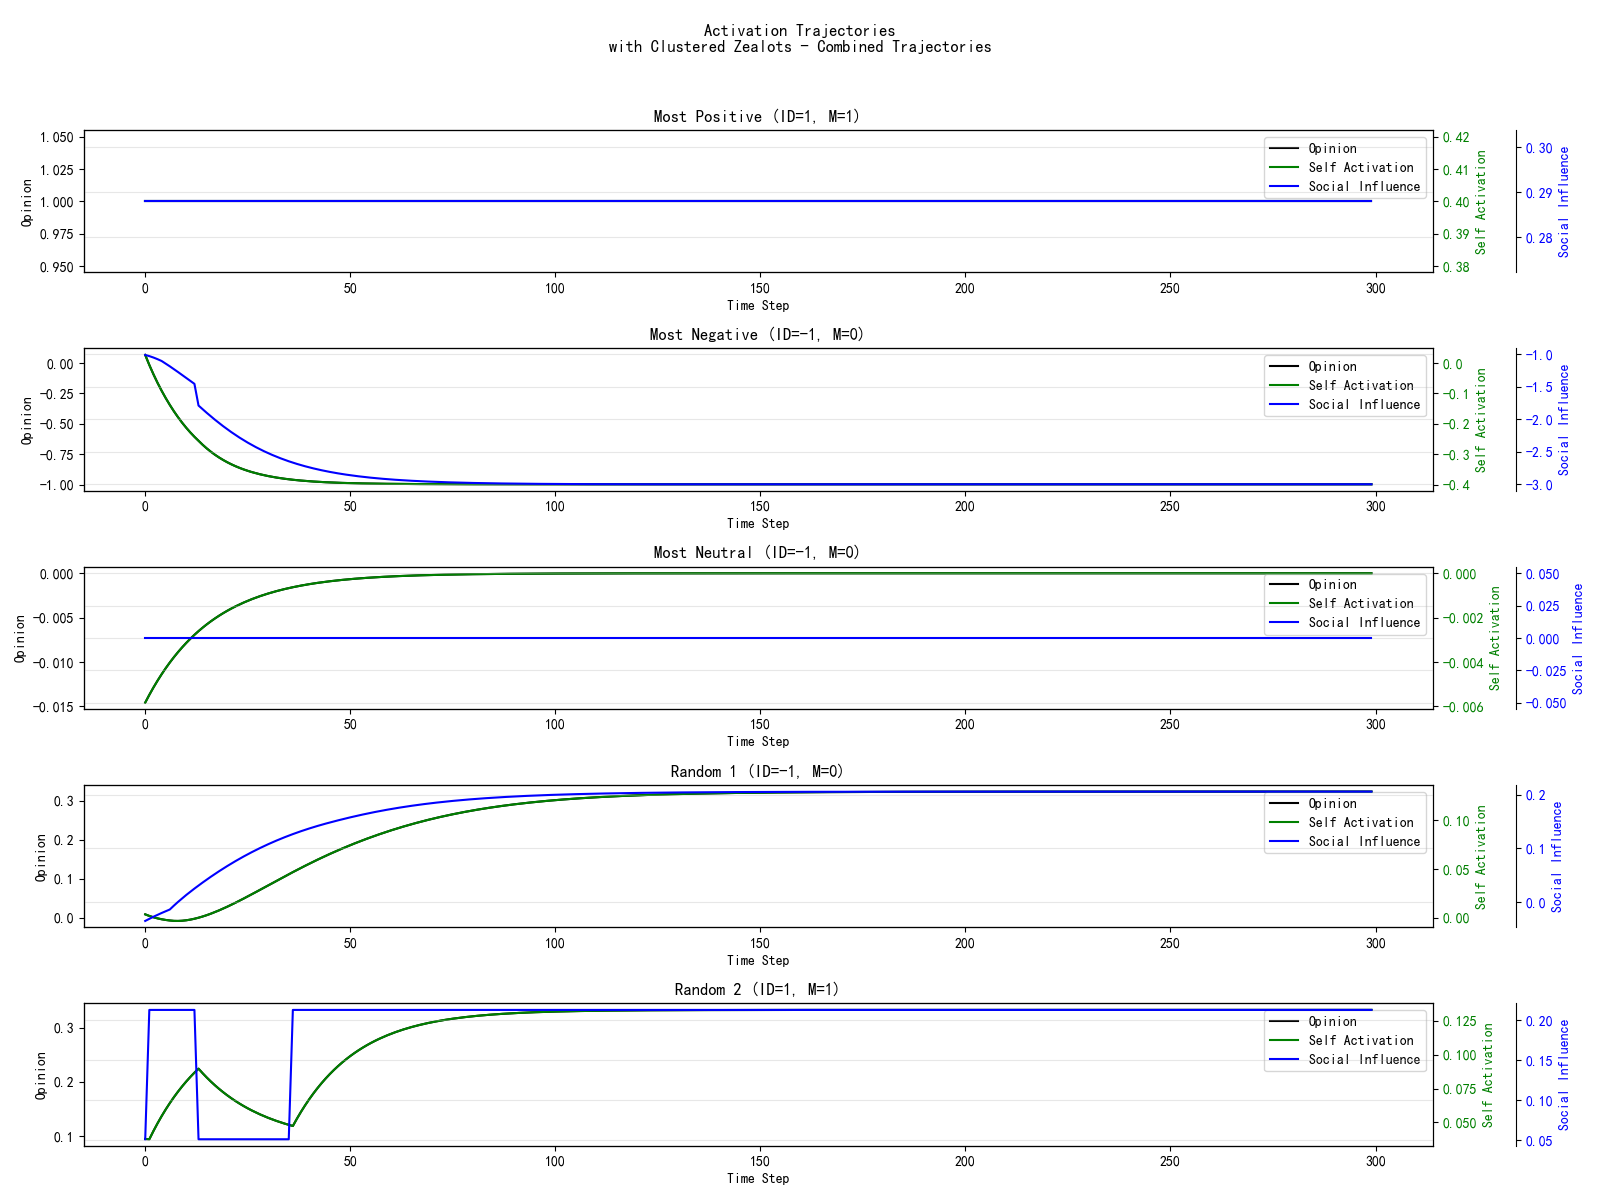 Activation Trajectories
with Clustered Zealots - Combined Trajectories
Most Positive (ID=1, M=1)
1.050
1.025
1.000
0.975
0.950
Opinion
0 50 100 150 200 250 300
Time Step
Opinion
Self Activation
Social Influence
0.42
0.41
0.40
0.39
0.38
Self Activation
0.30
0.29
0.28
Social Influence
Most Negative (ID=-1, M=0)
0.00
-0.25
-0.50
-0.75
-1.00
Opinion
0 50 100 150 200 250 300
Time Step
Opinion
Self Activation
Social Influence
0.0
-0.1
-0.2
-0.3
-0.4
Self Activation
-1.0
-1.5
-2.0
-2.5
-3.0
Social Influence
Most Neutral (ID=-1, M=0)
0.000
-0.005
-0.010
-0.015
Opinion
0 50 100 150 200 250 300
Time Step
Opinion
Self Activation
Social Influence
0.000
-0.002
-0.004
-0.006
Self Activation
0.050
0.025
0.000
-0.025
-0.050
Social Influence
Random 1 (ID=-1, M=0)
0.3
0.2
0.1
0.0
Opinion
0 50 100 150 200 250 300
Time Step
Opinion
Self Activation
Social Influence
0.10
0.05
0.00
Self Activation
0.2
0.1
0.0
Social Influence
Random 2 (ID=1, M=1)
0.3
0.2
0.1
Opinion
0 50 100 150 200 250 300
Time Step
Opinion
Self Activation
Social Influence
0.125
0.100
0.075
0.050
Self Activation
0.20
0.15
0.10
0.05
Social Influence